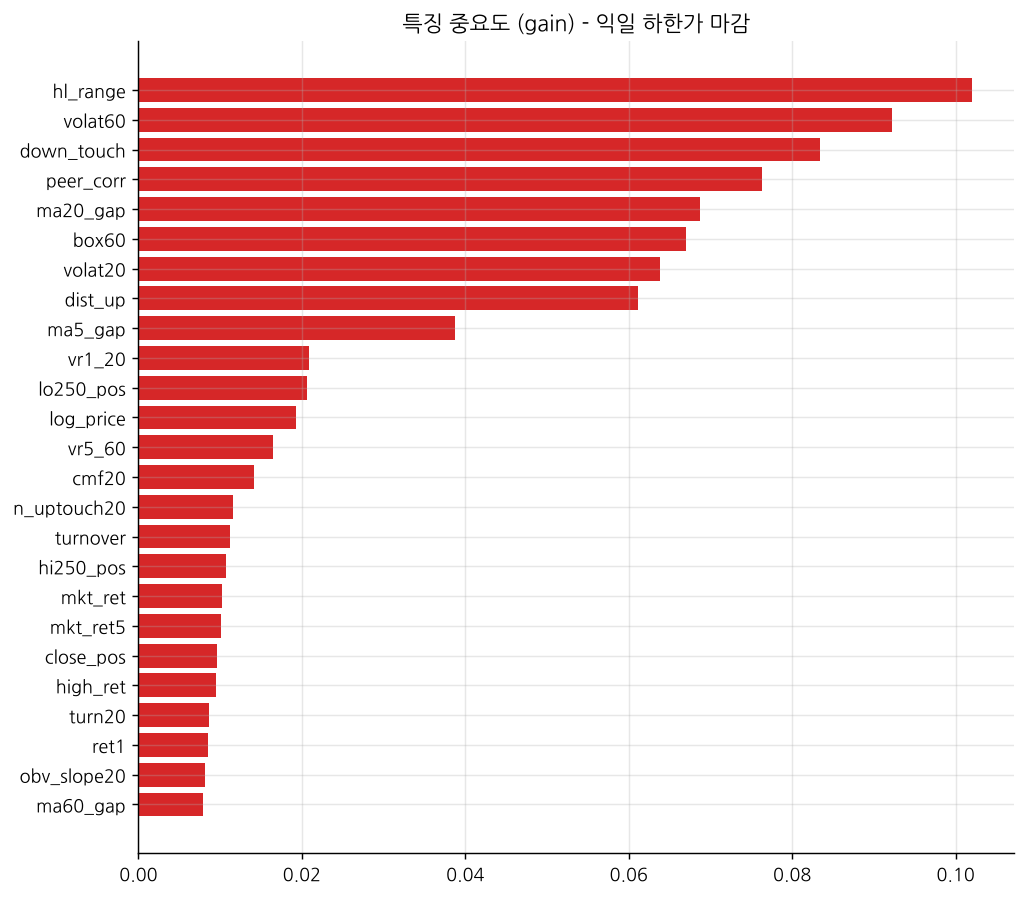 특징 중요도 (gain) - 익일 하한가 마감
hl_range
volat60
down_touch
peer_corr
ma20_gap
box60
volat20
dist_up
ma5_gap
vr1_20
lo250_pos
log_price
vr5_60
cmf20
n_uptouch20
turnover
hi250_pos
mkt_ret
mkt_ret5
close_pos
high_ret
turn20
ret1
obv_slope20
ma60_gap
0.00 0.02 0.04 0.06 0.08 0.10